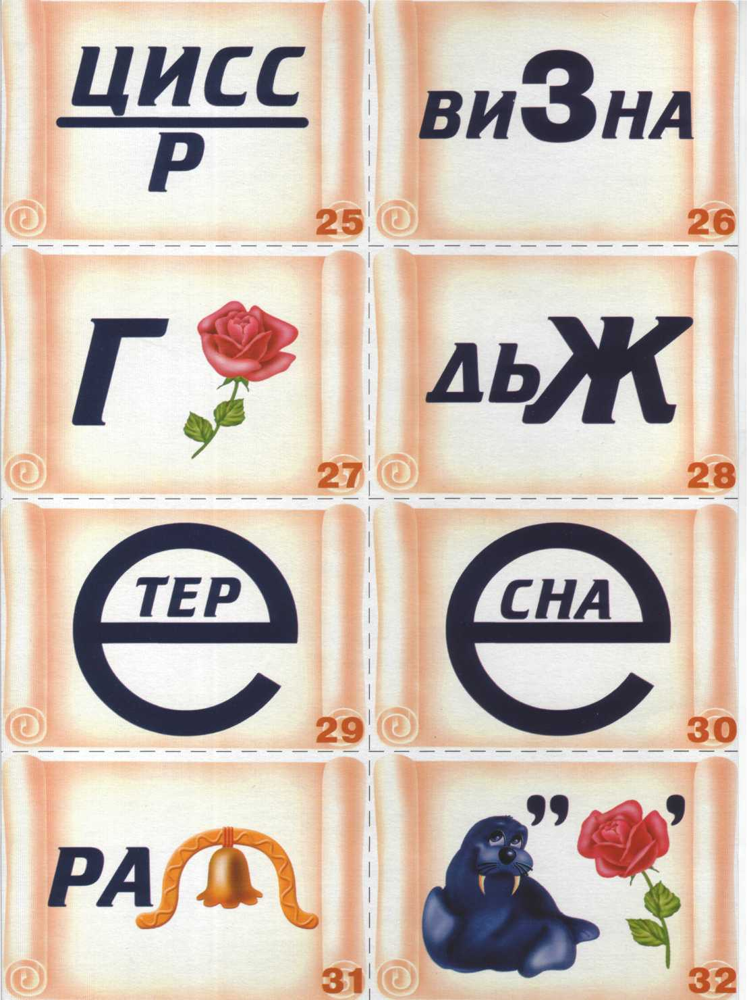 ЦИСС
Р
25
ВИЗНА
26
Г
27
ДЬЖ
28
ТЕР
е
29
СНА
е
30
РА
31
,, ,
32